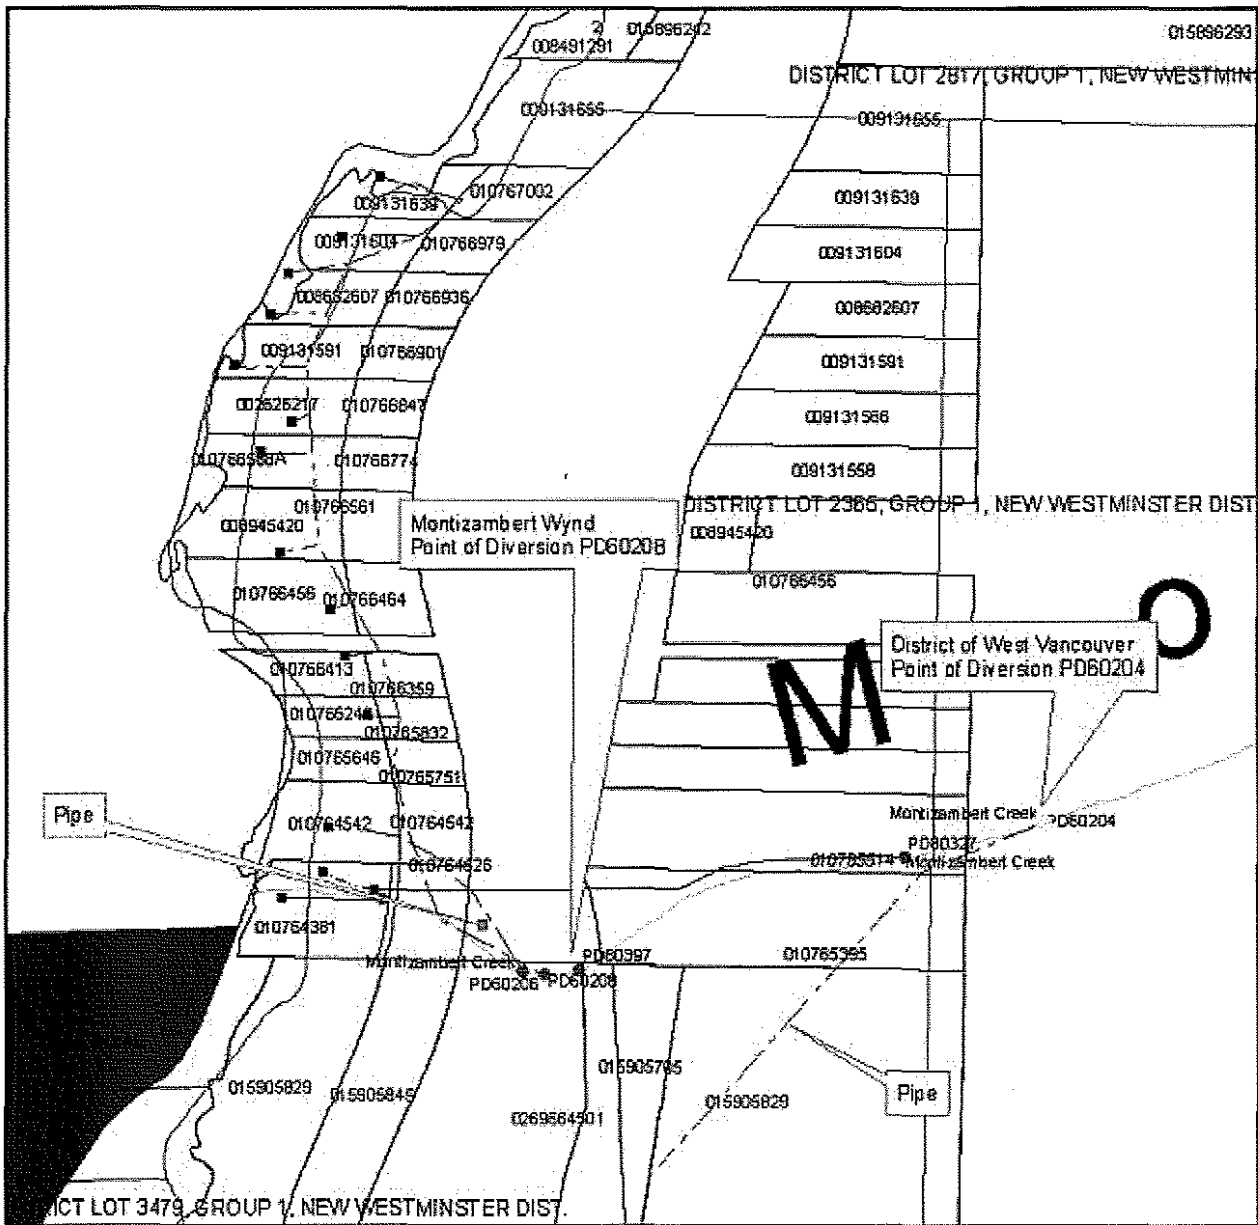 2
015896242
015896293
008491291
DISTRICT LOT 2817, GROUP 1, NEW WESTMIN
009131655
009131655
010767002
009131639
009131639
009131604
010766979
009131604
008682607
010766936
008682607
009131591
010766901
009131591
002526217
010766847
009131566
010766558A
010766774
009131558
010766561
DISTRICT LOT 2365, GROUP 1, NEW WESTMINSTER DIST
008945420
008945420
Montizambert Wynd
Point of Diversion PD60208
010766456
010766464
010766456
M O
District of West Vancouver
Point of Diversion PD60204
010766413
010766359
010765832
010765646
010765751
Pipe
010764542
010764542
Montizambert Creek
PD60204
PD80327
010764526
Montizambert Creek
010764381
PD60397
010765395
Montizambert Creek
PD60206
PD60208
015905829
015905845
0269564501
015905829
Pipe
ICT LOT 3479, GROUP 1, NEW WESTMINSTER DIST.